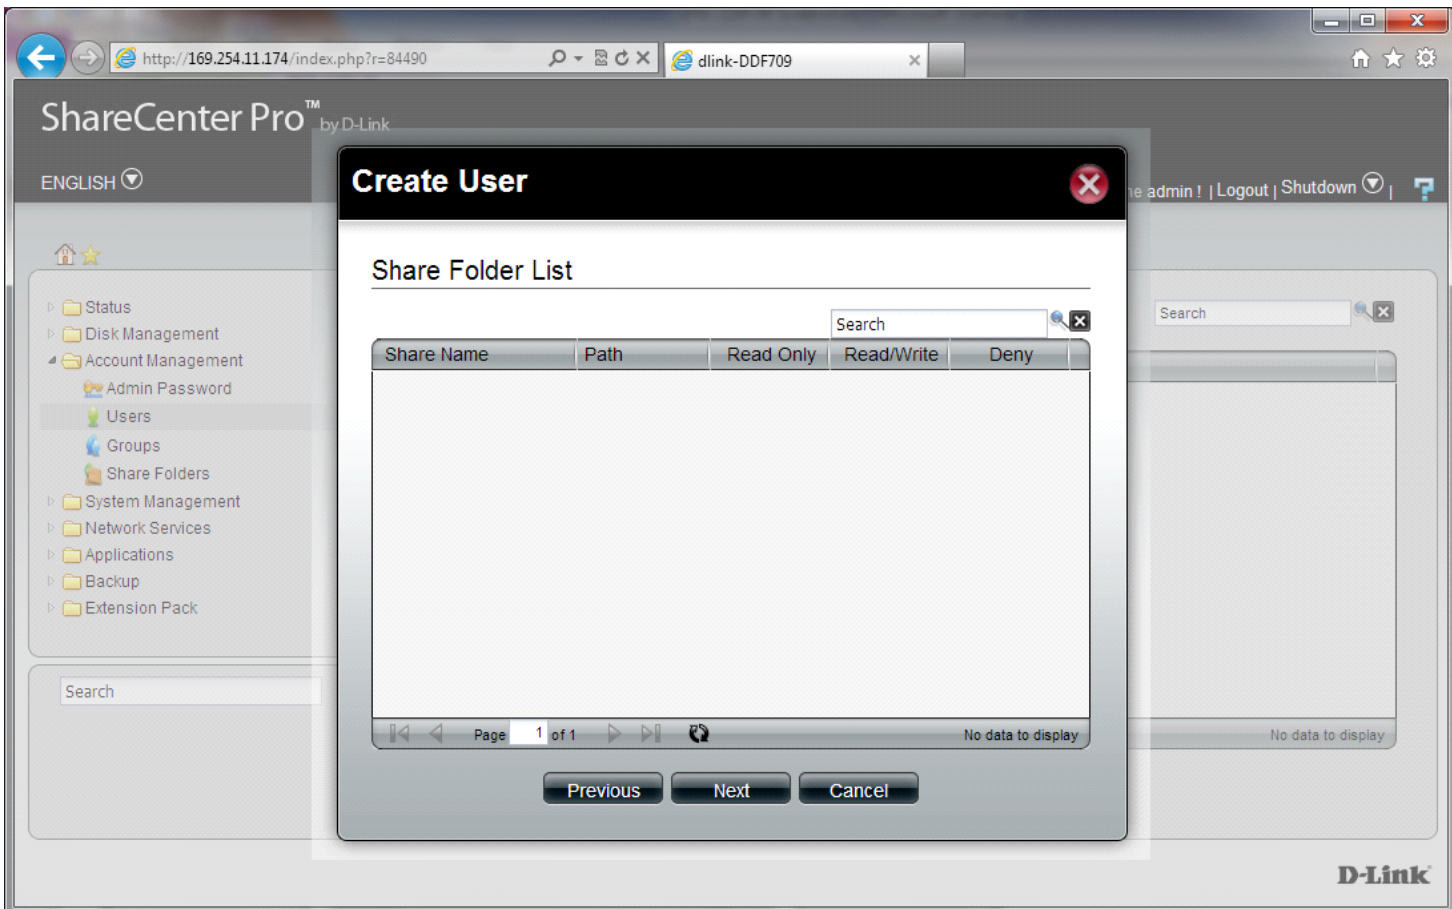 http://169.254.11.174/index.php?r=84490
dlink-DDF709
ShareCenter Pro™ by D-Link
ENGLISH
admin ! | Logout | Shutdown |
Create User
Share Folder List
Search
Share Name Path Read Only Read/Write Deny
Page 1 of 1 No data to display
Previous Next Cancel
Status
Disk Management
Account Management
Admin Password
Users
Groups
Share Folders
System Management
Network Services
Applications
Backup
Extension Pack
Search
Search
No data to display
D-Link